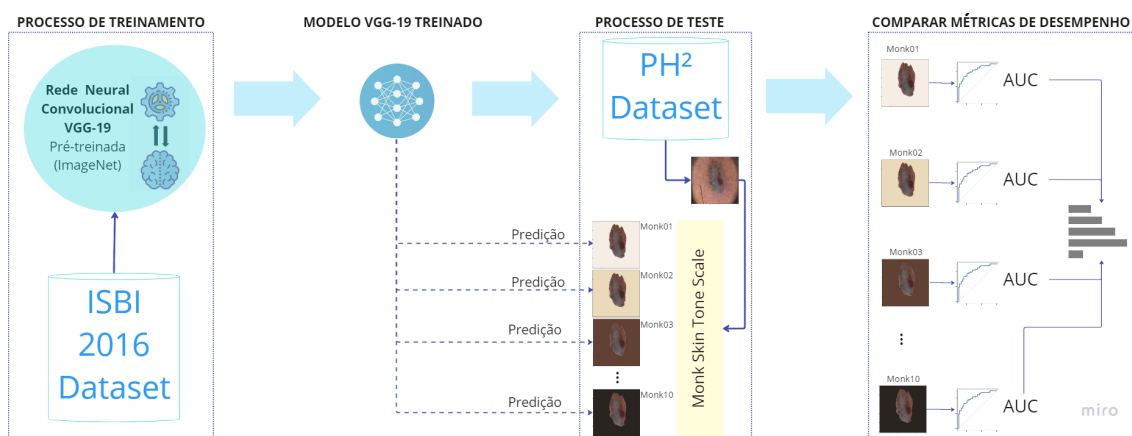 PROCESSO DE TREINAMENTO
Rede Neural
Convolucional
VGG-19
Pré-treinada
(ImageNet)
ISBI
2016
Dataset
MODELO VGG-19 TREINADO
Predição
Predição
Predição
Predição
PROCESSO DE TESTE
PH²
Dataset
Monk01
Monk02
Monk03
Monk10
Monk Skin Tone Scale
COMPARAR MÉTRICAS DE DESEMPENHO
Monk01
AUC
Monk02
AUC
Monk03
AUC
Monk10
AUC
miro